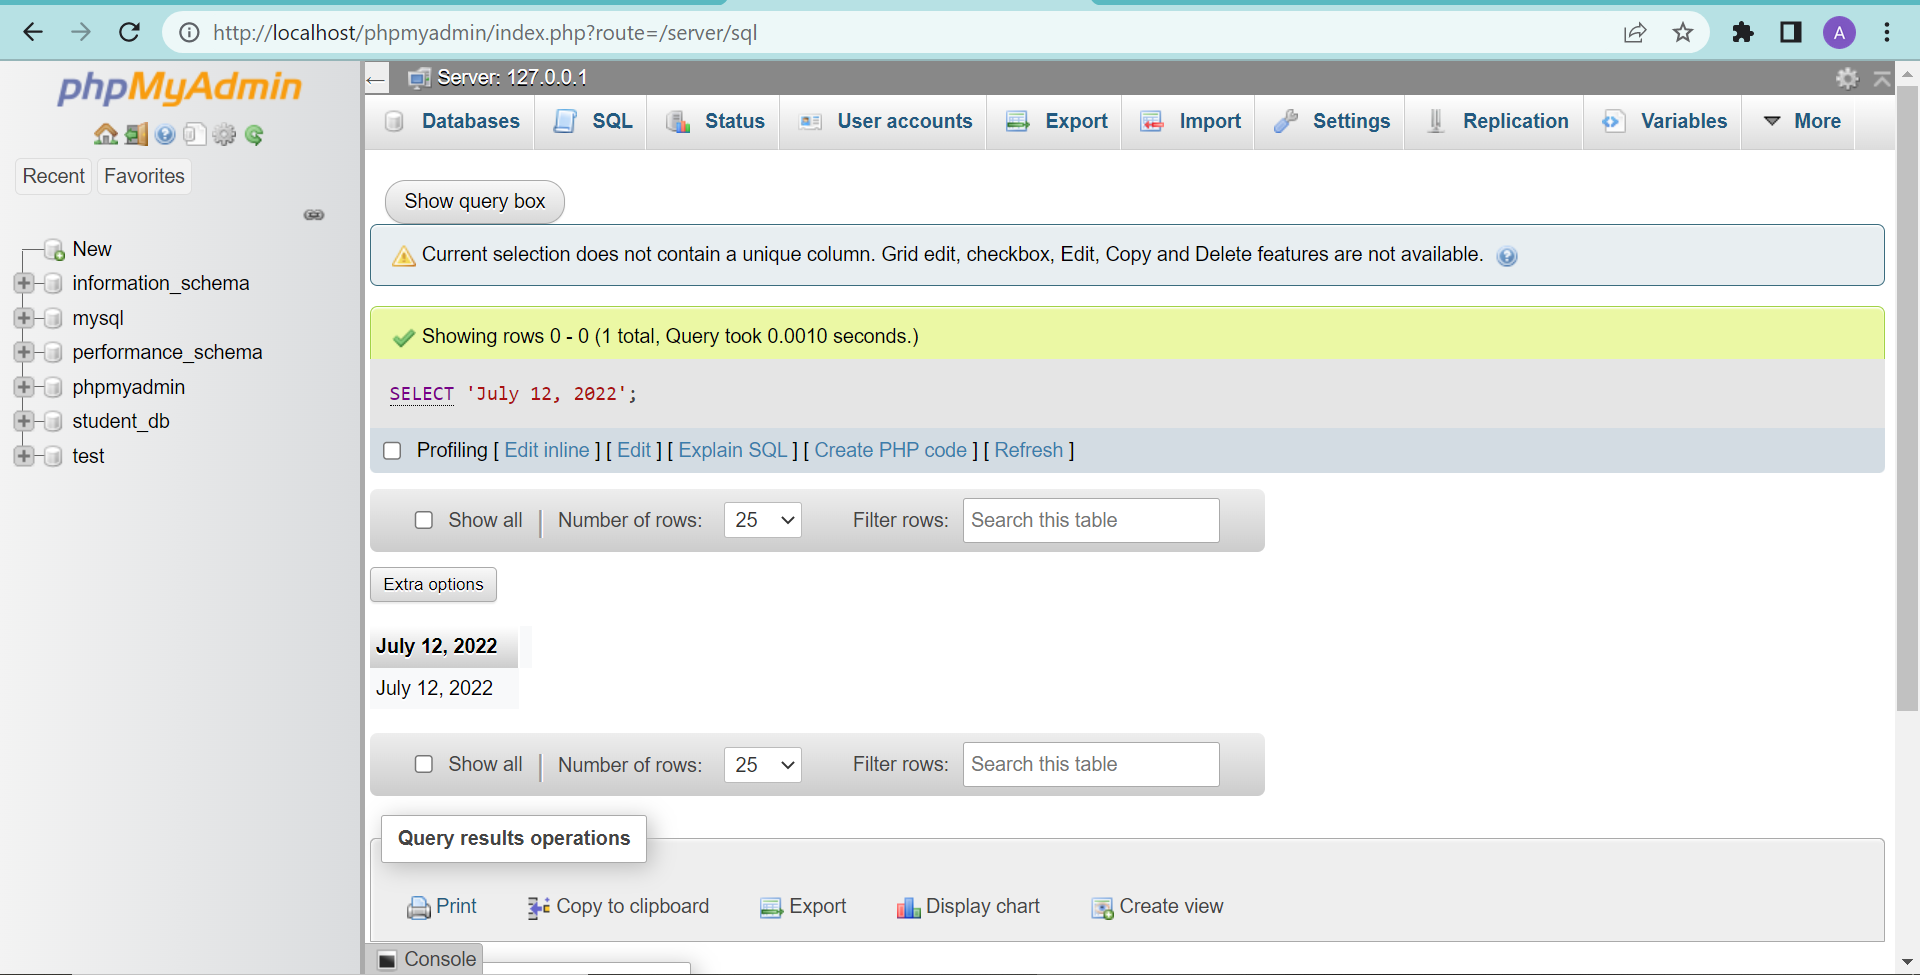 http://localhost/phpmyadmin/index.php?route=/server/sql
A
phpMyAdmin
Recent
Favorites
New
information_schema
mysql
performance_schema
phpmyadmin
student_db
test
Server: 127.0.0.1
Databases
SQL
Status
User accounts
Export
Import
Settings
Replication
Variables
More
Show query box
Current selection does not contain a unique column. Grid edit, checkbox, Edit, Copy and Delete features are not available.
Showing rows 0 - 0 (1 total, Query took 0.0010 seconds.)
SELECT 'July 12, 2022';
Profiling [ Edit inline ] [ Edit ] [ Explain SQL ] [ Create PHP code ] [ Refresh ]
Show all
Number of rows:
25
Filter rows:
Search this table
Extra options
July 12, 2022
July 12, 2022
Show all
Number of rows:
25
Filter rows:
Search this table
Query results operations
Print
Copy to clipboard
Export
Display chart
Create view
Console